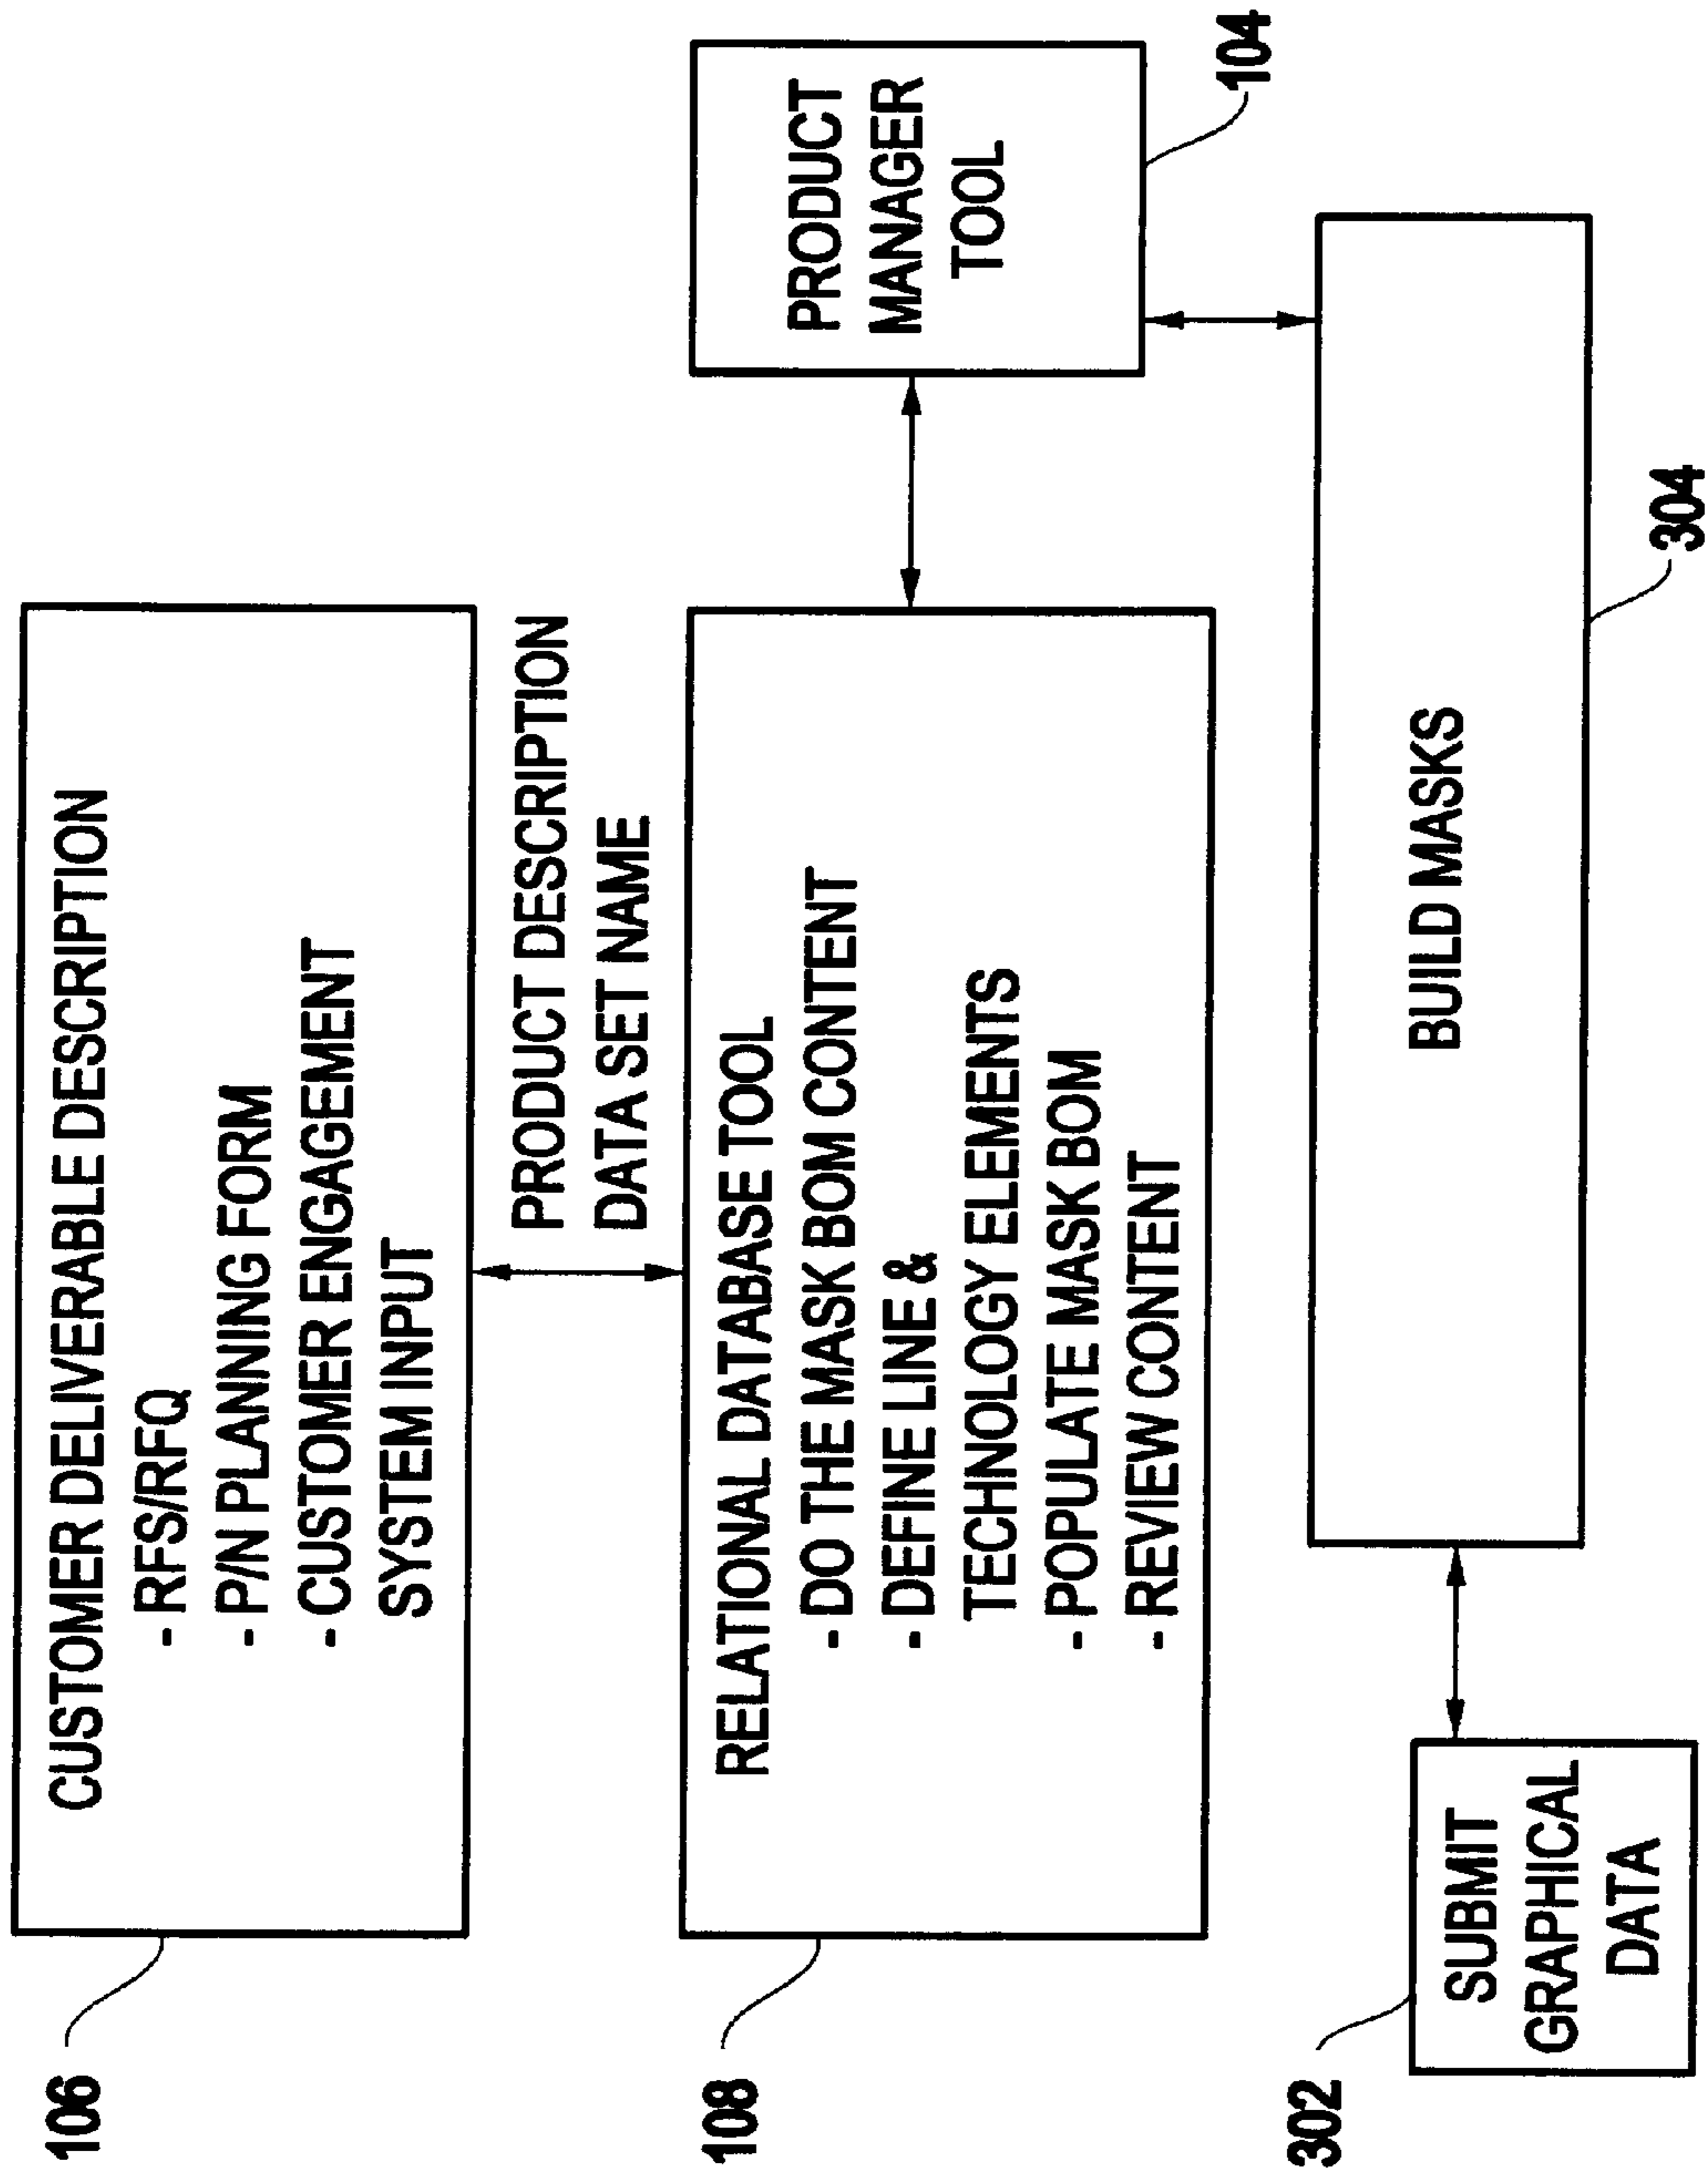 106
CUSTOMER DELIVERABLE DESCRIPTION
- RFS/RFQ
- P/N PLANNING FORM
- CUSTOMER ENGAGEMENT
SYSTEM INPUT
PRODUCT DESCRIPTION
DATA SET NAME
108
RELATIONAL DATABASE TOOL
- DO THE MASK BOM CONTENT
- DEFINE LINE &
TECHNOLOGY ELEMENTS
- POPULATE MASK BOM
- REVIEW CONTENT
PRODUCT
MANAGER
TOOL
104
302
SUBMIT
GRAPHICAL
DATA
BUILD MASKS
304